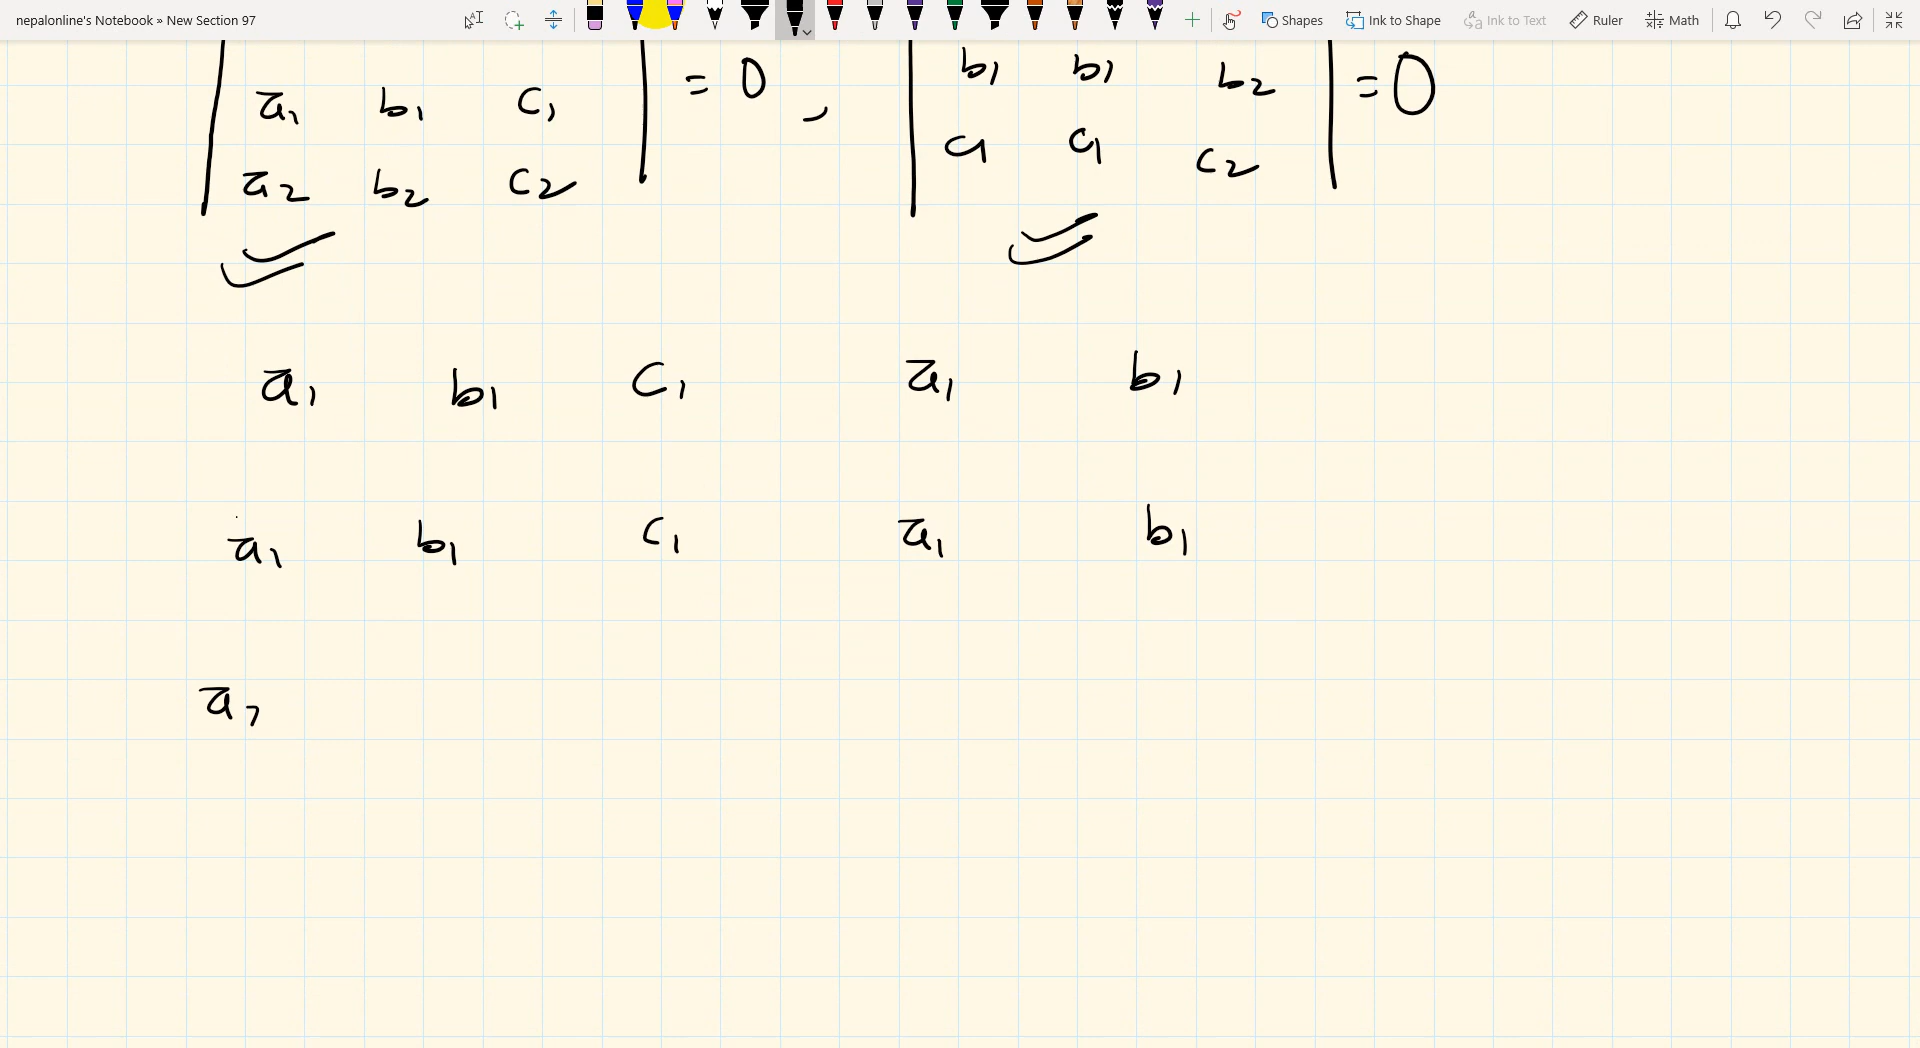 nepalonline's Notebook » New Section 97 Shapes Ink to Shape Ink to Text Ruler Math
a₁ b₁ c₁ = 0 , b₁ b₁ b₂ = 0
a₂ b₂ c₂ c₁ c₁ c₂
a₁ b₁ c₁ a₁ b₁
a₁ b₁ c₁ a₁ b₁
a₂